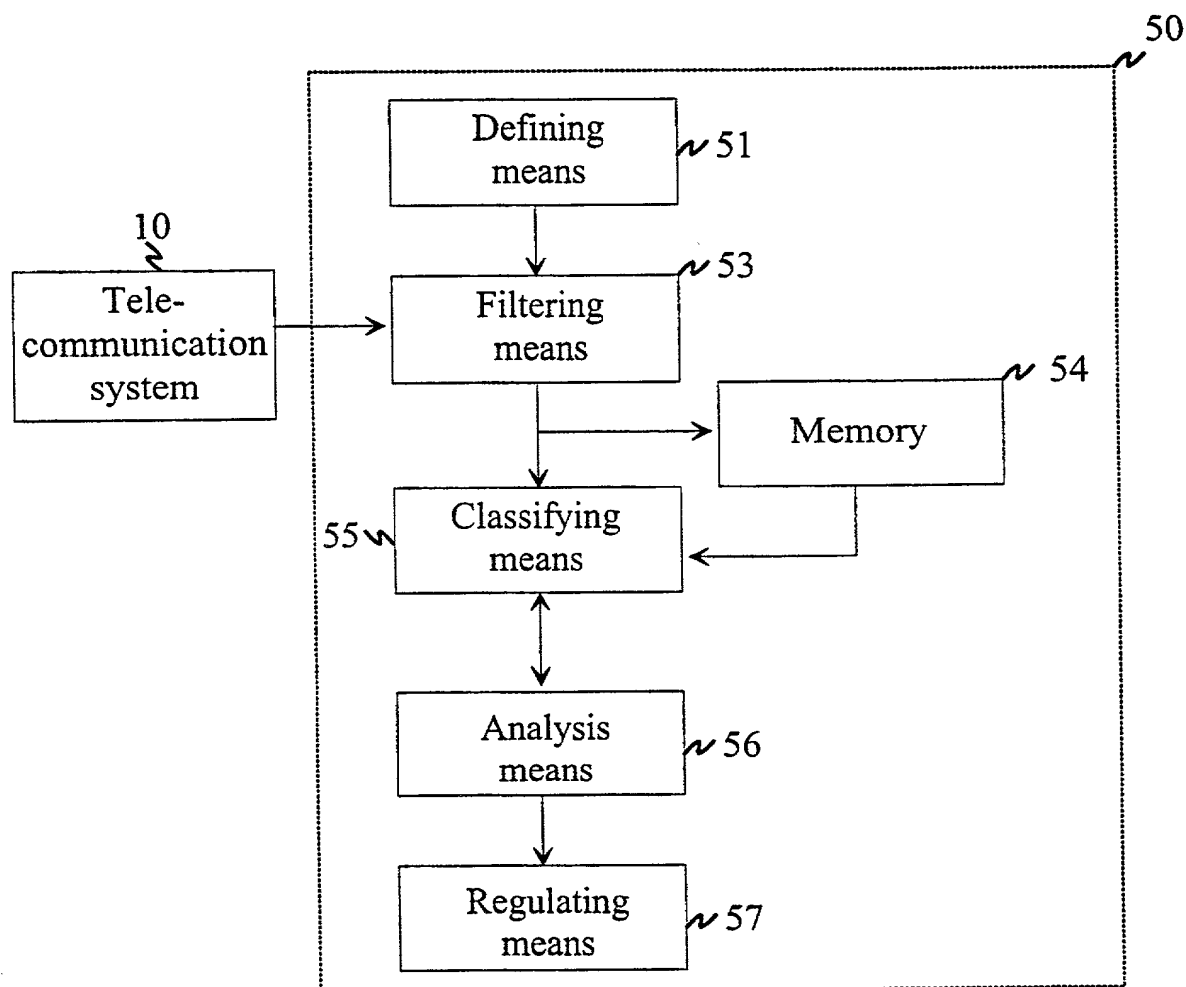 50
Defining
means
51
10
Tele-
communication
system
Filtering
means
53
54
Memory
55
Classifying
means
Analysis
means
56
Regulating
means
57